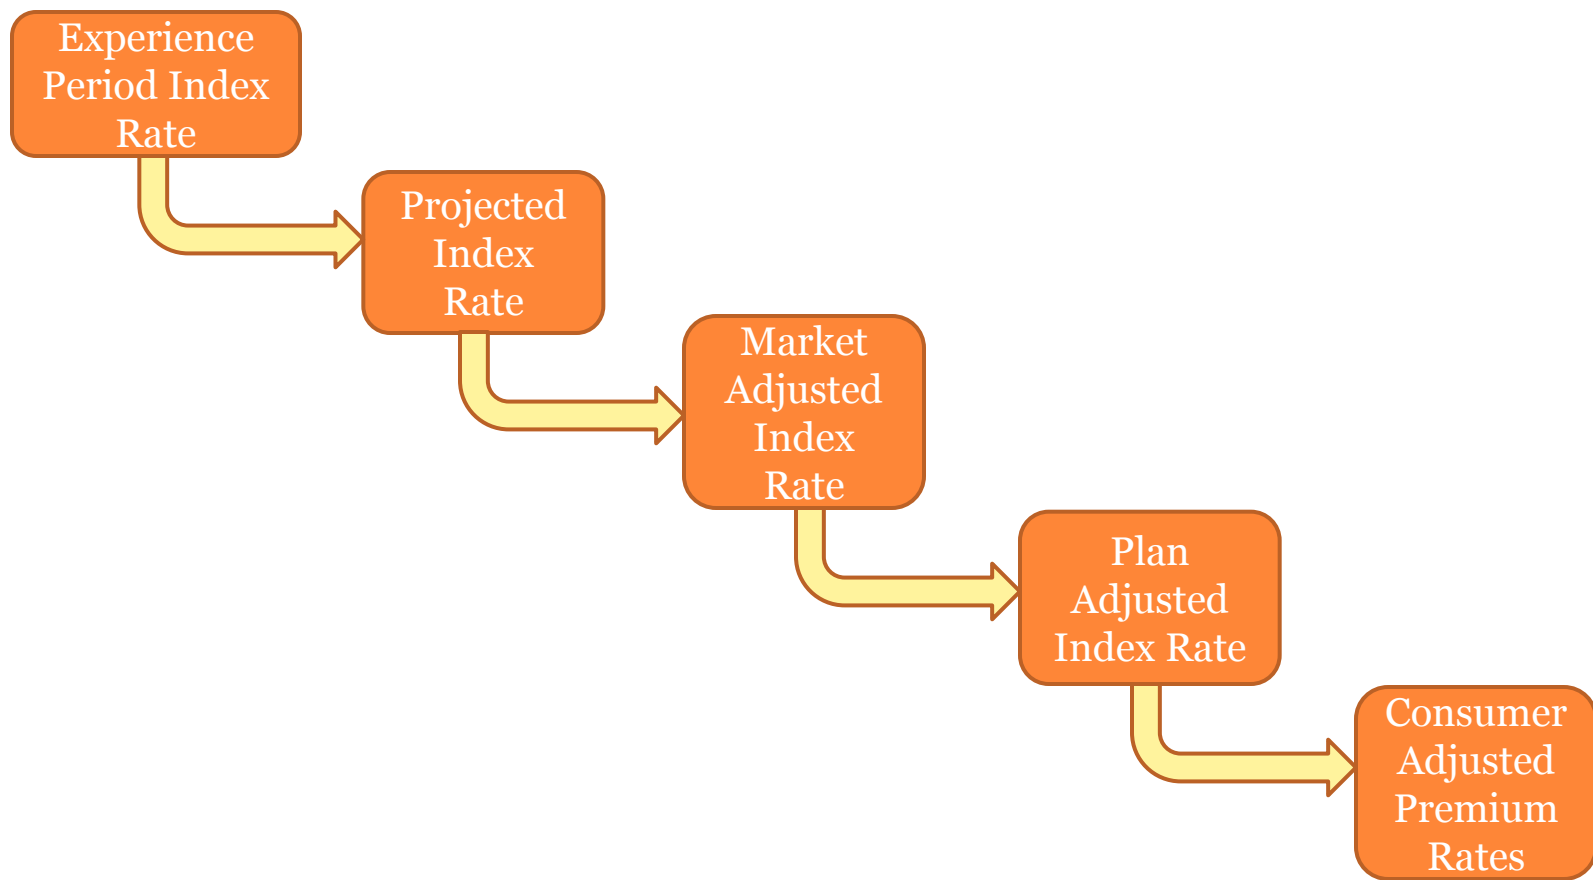 Experience
Period Index
Rate
Projected
Index
Rate
Market
Adjusted
Index
Rate
Plan
Adjusted
Index Rate
Consumer
Adjusted
Premium
Rates